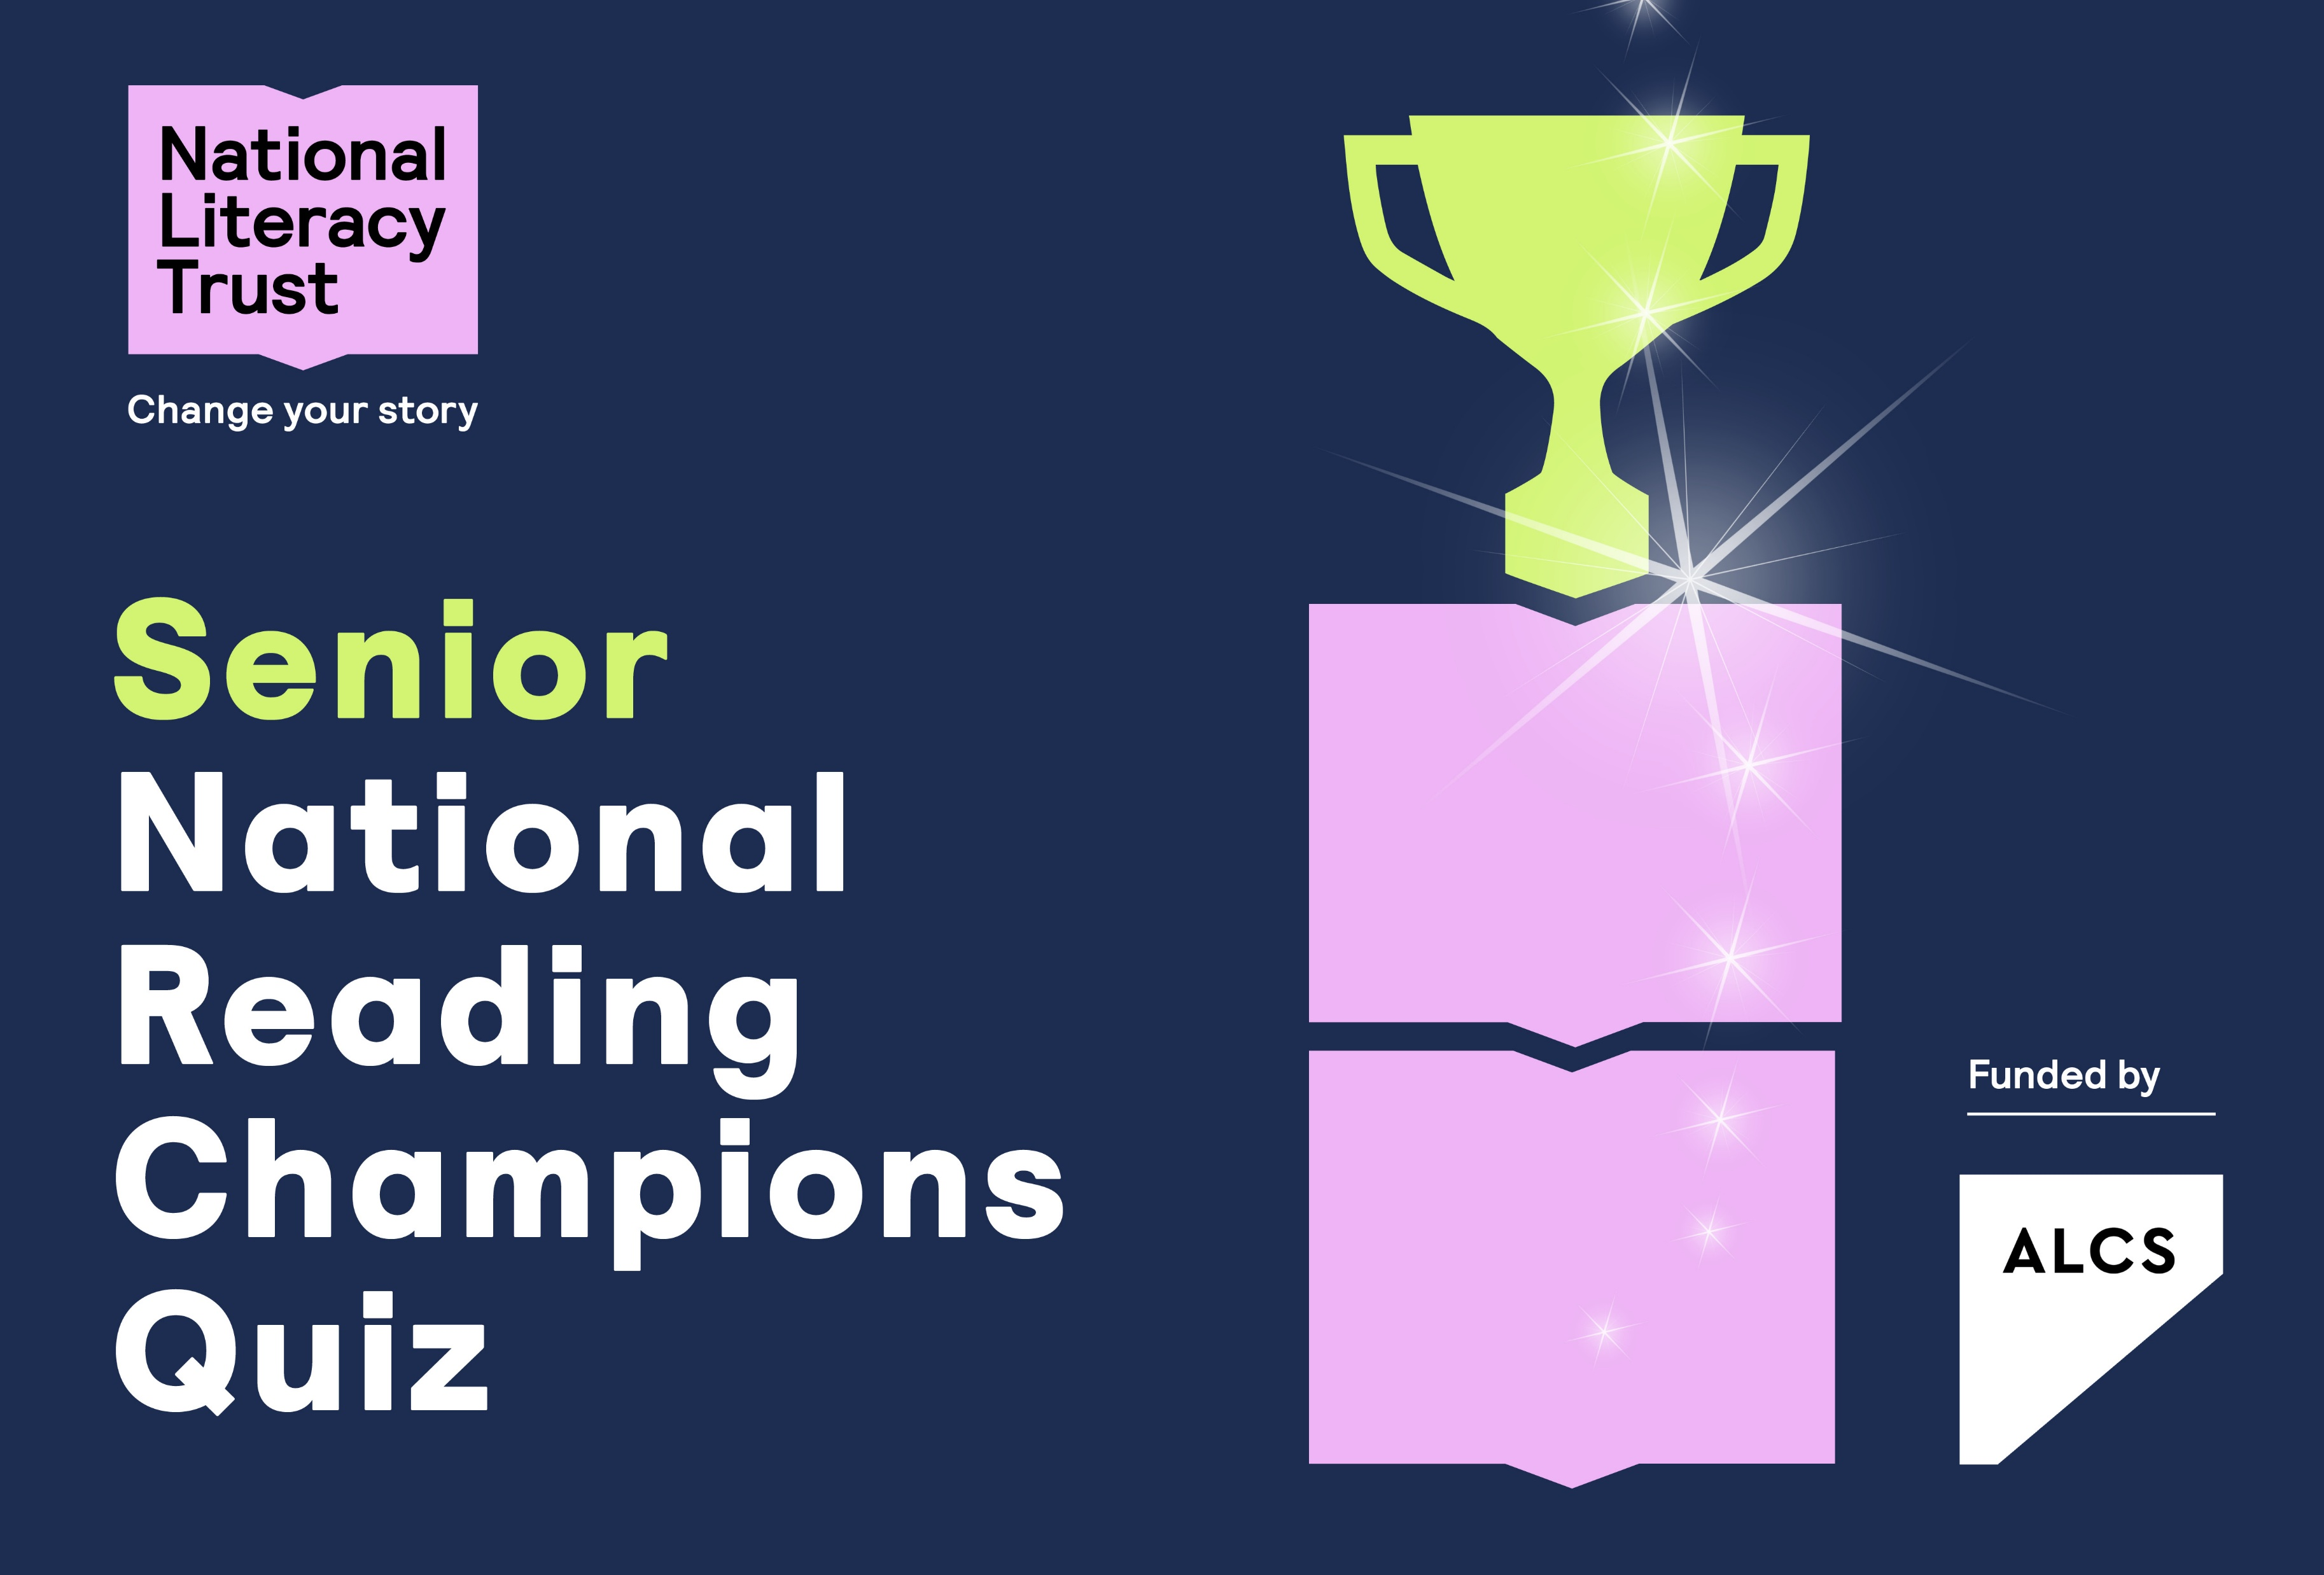 National
Literacy
Trust
Change your story
Senior
National
Reading
Champions
Quiz
Funded by
ALCS